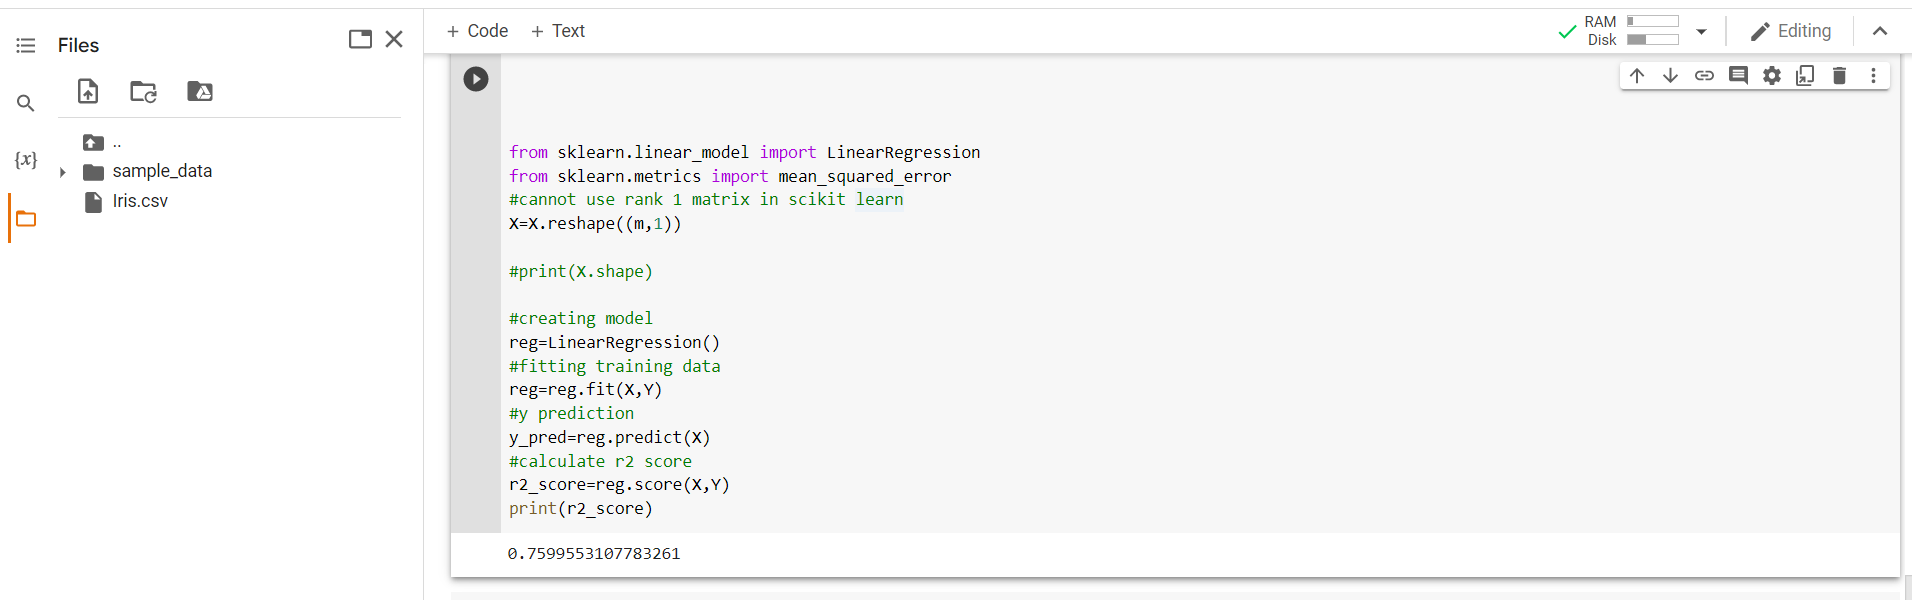 Files
+ Code + Text
RAM
Disk
Editing
{x}
..
sample_data
Iris.csv
from sklearn.linear_model import LinearRegression
from sklearn.metrics import mean_squared_error
#cannot use rank 1 matrix in scikit learn
X=X.reshape((m,1))
#print(X.shape)
#creating model
reg=LinearRegression()
#fitting training data
reg=reg.fit(X,Y)
#y prediction
y_pred=reg.predict(X)
#calculate r2 score
r2_score=reg.score(X,Y)
print(r2_score)
0.7599553107783261